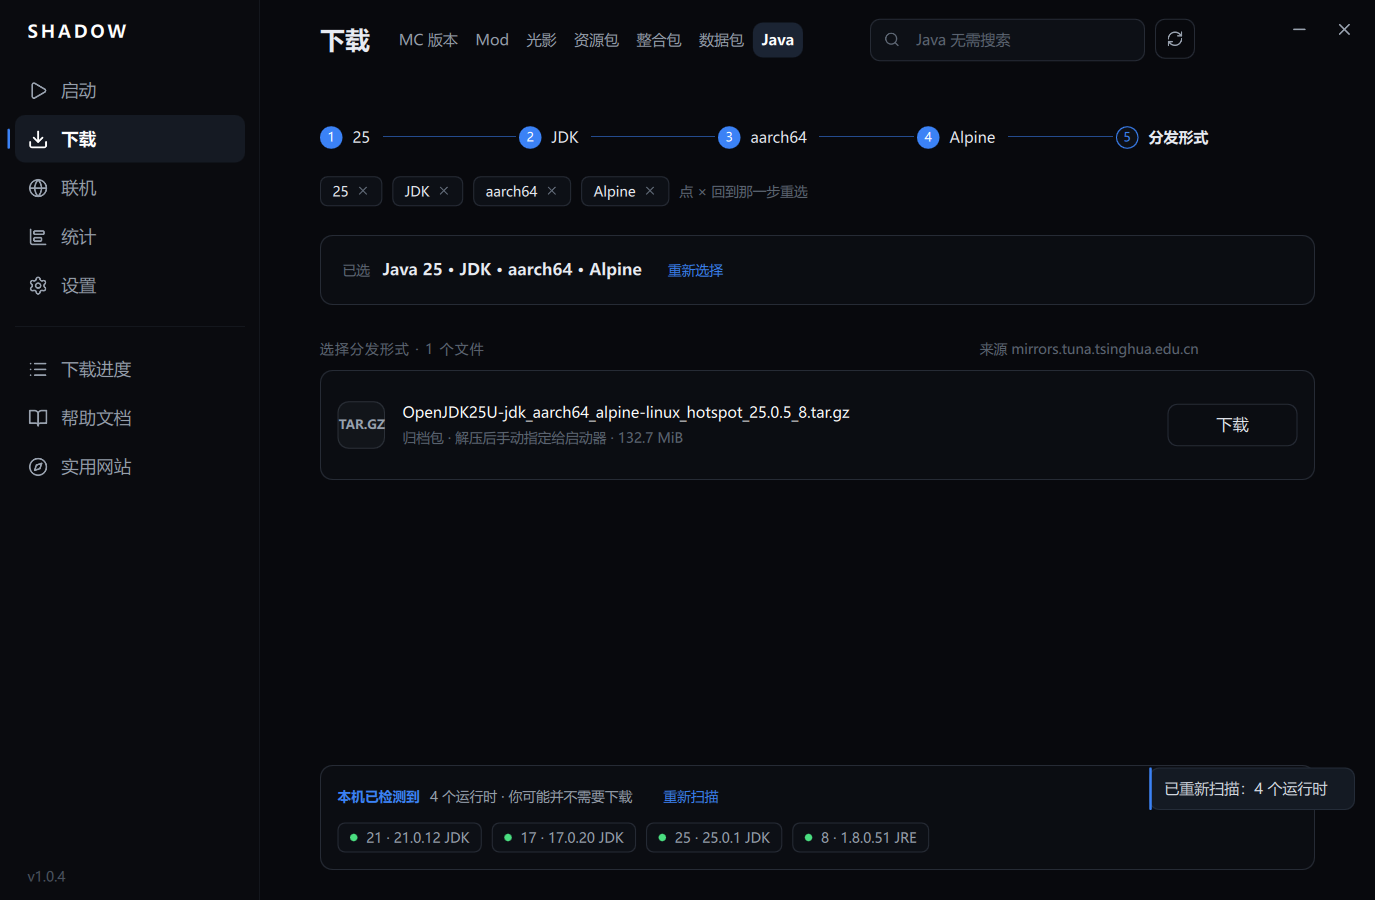 SHADOW
启动
下载
联机
统计
设置
下载进度
帮助文档
实用网站
v1.0.4
下载 MC 版本 Mod 光影 资源包 整合包 数据包 Java
Java 无需搜索
1 25 2 JDK 3 aarch64 4 Alpine 5 分发形式
25 × JDK × aarch64 × Alpine × 点 × 回到那一步重选
已选 Java 25 • JDK • aarch64 • Alpine 重新选择
选择分发形式 · 1 个文件 来源 mirrors.tuna.tsinghua.edu.cn
TAR.GZ
OpenJDK25U-jdk_aarch64_alpine-linux_hotspot_25.0.5_8.tar.gz
归档包 · 解压后手动指定给启动器 · 132.7 MiB
下载
本机已检测到 4 个运行时 · 你可能并不需要下载 重新扫描
已重新扫描：4 个运行时
21 · 21.0.12 JDK 17 · 17.0.20 JDK 25 · 25.0.1 JDK 8 · 1.8.0.51 JRE